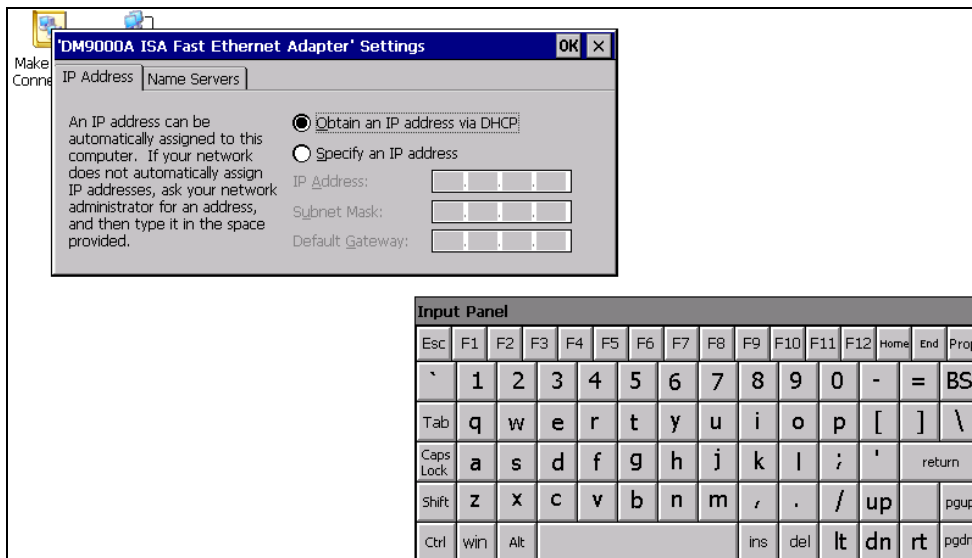 Make
Conne
'DM9000A ISA Fast Ethernet Adapter' Settings
OK ×
IP Address
Name Servers
An IP address can be
automatically assigned to this
computer. If your network
does not automatically assign
IP addresses, ask your network
administrator for an address,
and then type it in the space
provided.
Obtain an IP address via DHCP
Specify an IP address
IP Address:
Subnet Mask:
Default Gateway:
Input Panel
Esc F1 F2 F3 F4 F5 F6 F7 F8 F9 F10 F11 F12 Home End Prop
` 1 2 3 4 5 6 7 8 9 0 - = BS
Tab q w e r t y u i o p [ ] \
Caps Lock a s d f g h j k l ; ' return
Shift z x c v b n m , . / up pgup
Ctrl win Alt ins del lt dn rt pgdn